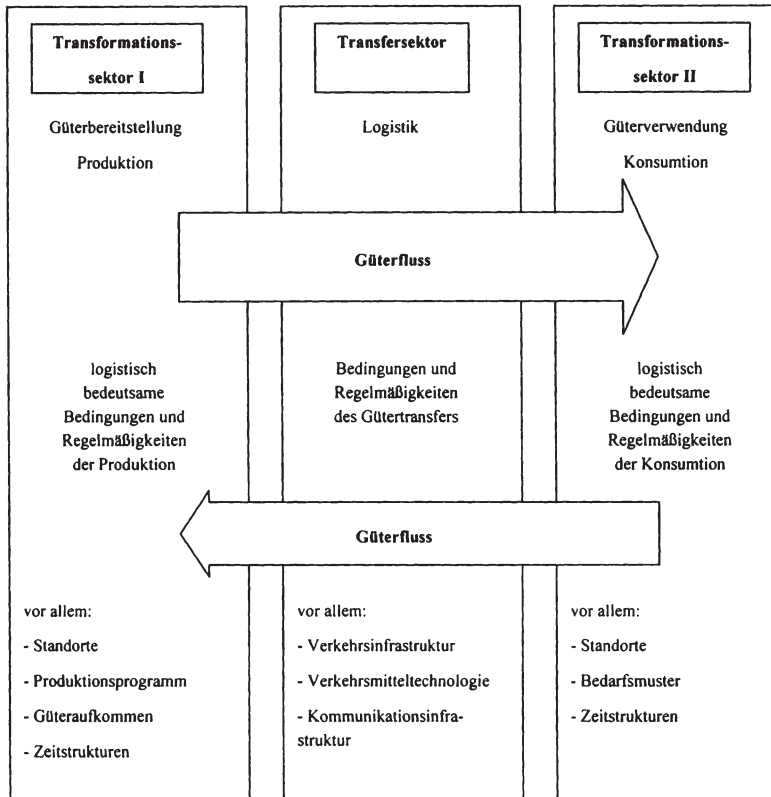 Transformations-
sektor I
Güterbereitstellung
Produktion
Transfersektor
Logistik
Transformations-
sektor II
Güterverwendung
Konsumtion
Güterfluss
logistisch
bedeutsame
Bedingungen und
Regelmäßigkeiten
der Produktion
Bedingungen und
Regelmäßigkeiten
des Gütertransfers
logistisch
bedeutsame
Bedingungen und
Regelmäßigkeiten
der Konsumtion
Güterfluss
vor allem:
- Standorte
- Produktionsprogramm
- Güteraufkommen
- Zeitstrukturen
vor allem:
- Verkehrsinfrastruktur
- Verkehrsmitteltechnologie
- Kommunikationsinfra-
struktur
vor allem:
- Standorte
- Bedarfsmuster
- Zeitstrukturen